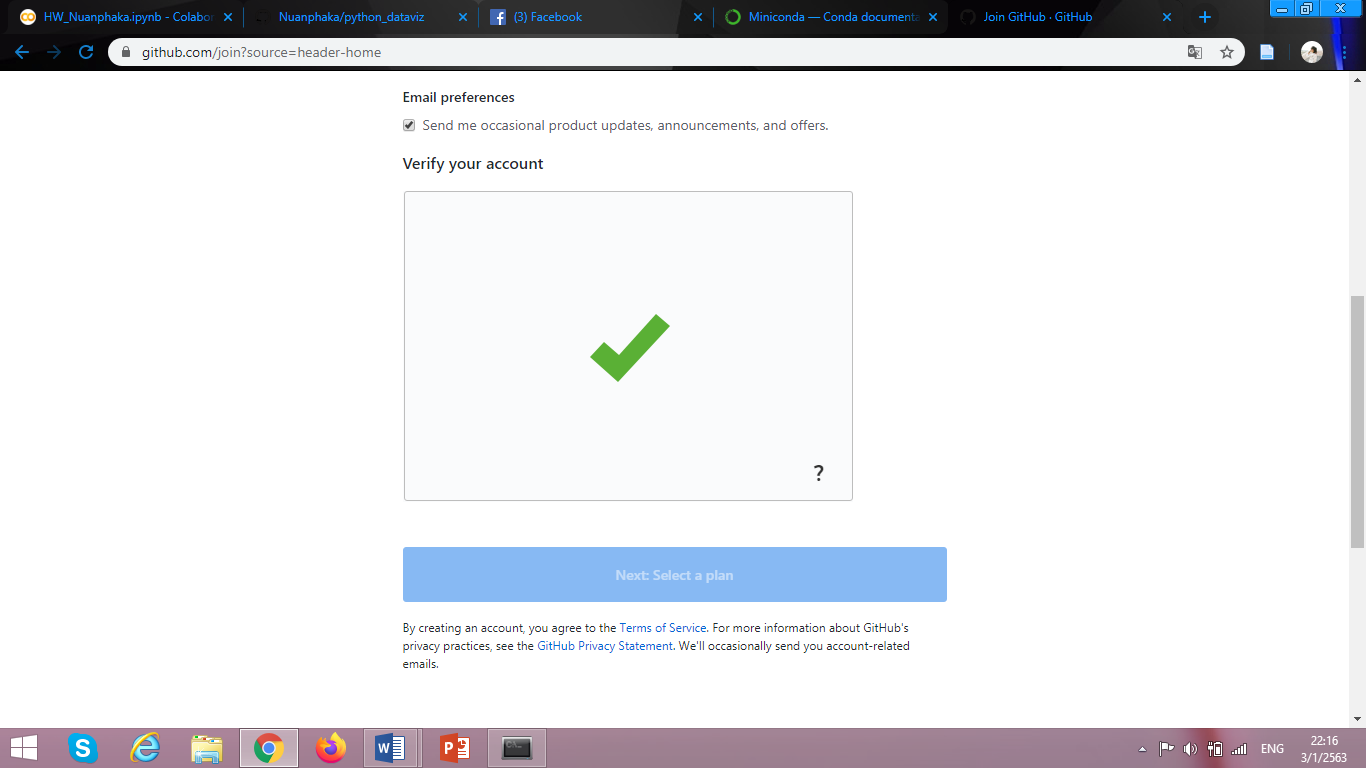 HW_Nuanphaka.ipynb - Colabor
Nuanphaka/python_dataviz
(3) Facebook
Miniconda — Conda documenta
Join GitHub · GitHub
github.com/join?source=header-home
Email preferences
Send me occasional product updates, announcements, and offers.
Verify your account
?
Next: Select a plan
By creating an account, you agree to the Terms of Service. For more information about GitHub's
privacy practices, see the GitHub Privacy Statement. We'll occasionally send you account-related
emails.
ENG
22:16
3/1/2563